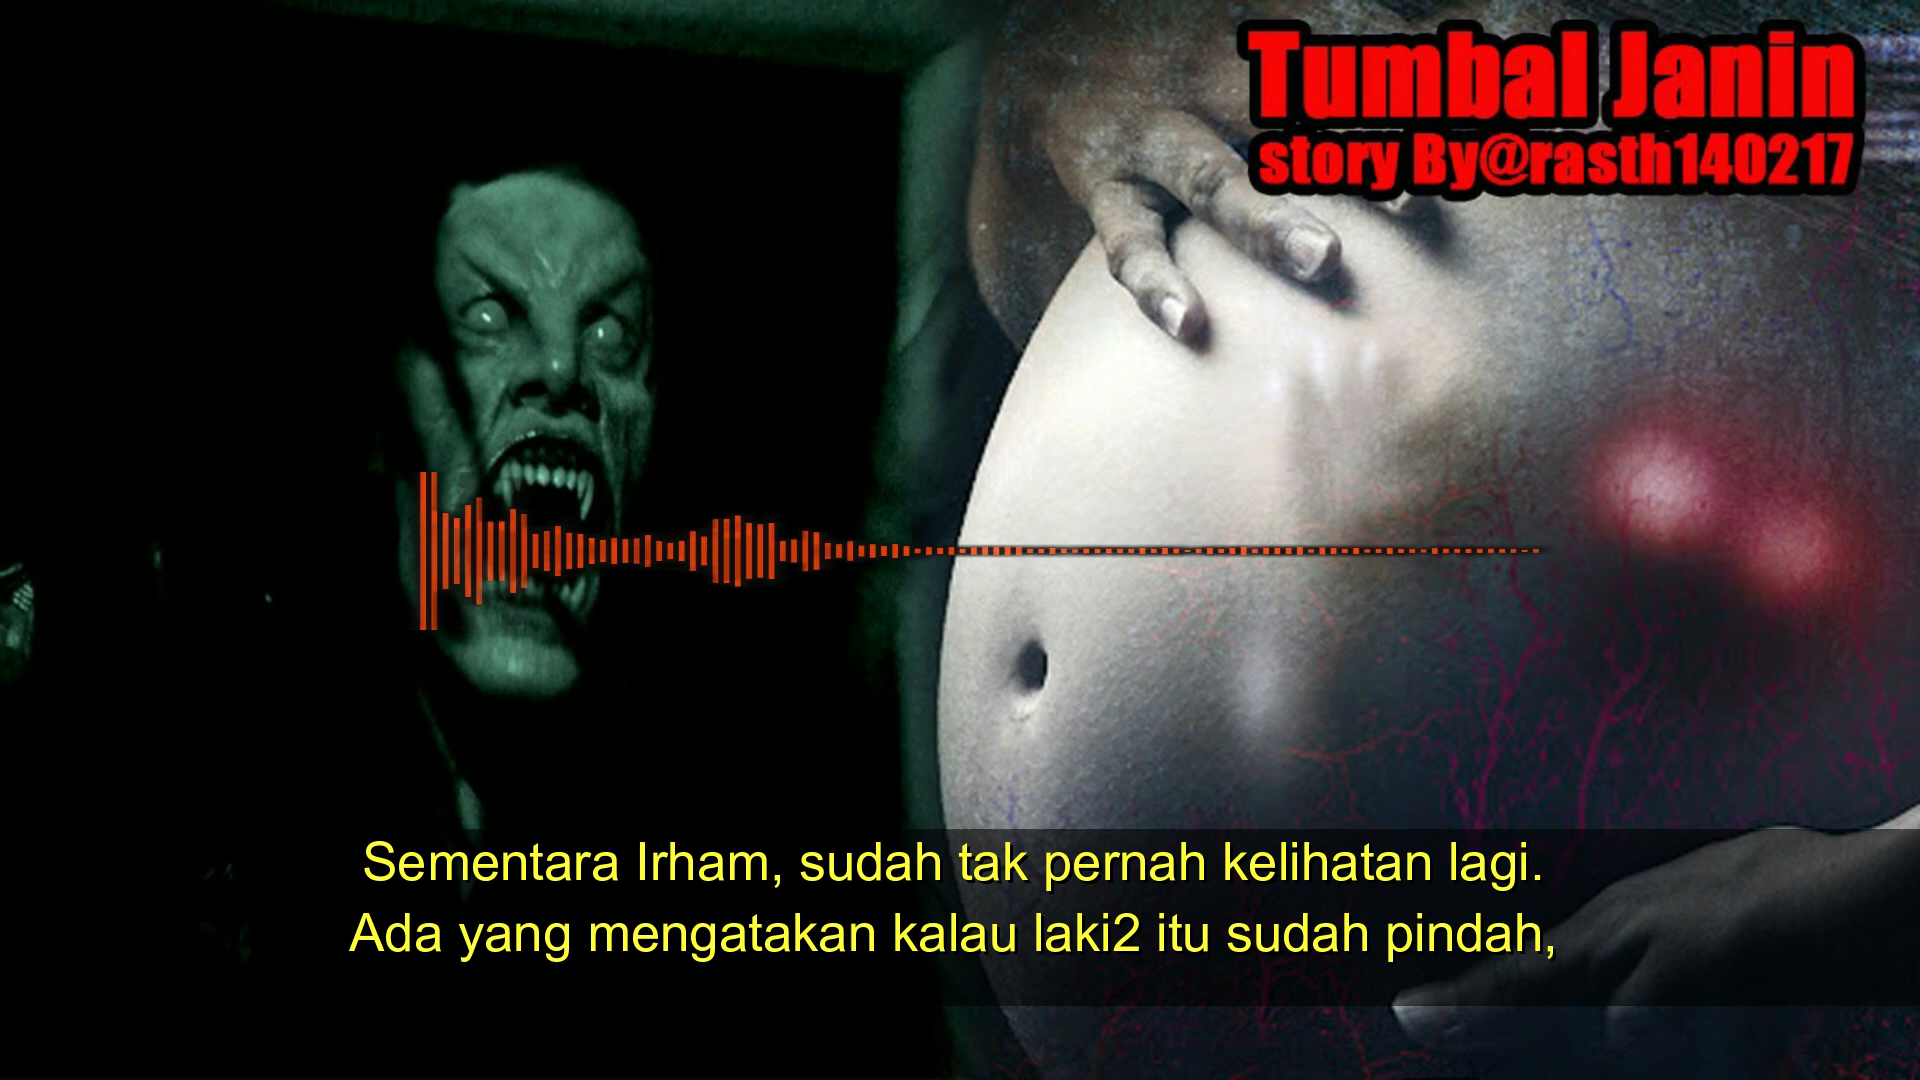 Tumbal Janin
story By@rasth140217
Sementara Irham, sudah tak pernah kelihatan lagi.
Ada yang mengatakan kalau laki2 itu sudah pindah,